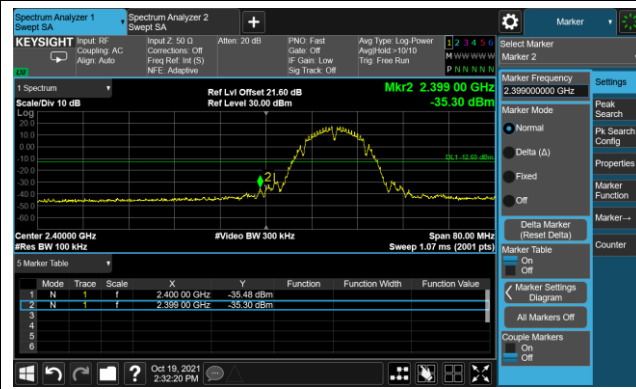 Spectrum Analyzer 1
Swept SA
Spectrum Analyzer 2
Swept SA
+
Marker
KEYSIGHT
Input: RF
Coupling: AC
Align: Auto
Input Z: 50 Ω
Corrections: Off
Freq Ref: Int (S)
NFE: Adaptive
Atten: 20 dB
PNO: Fast
Gate: Off
IF Gain: Low
Sig Track: Off
Avg Type: Log-Power
Avg|Hold:>10/10
Trig: Free Run
1 2 3 4 5 6
M W W W W W
P N N N N N
Select Marker
Marker 2
1 Spectrum
Scale/Div 10 dB
Ref Lvl Offset 21.60 dB
Ref Level 30.00 dBm
Mkr2 2.399 00 GHz
-35.30 dBm
Log
20.0
10.0
0.00
-10.0
-20.0
-30.0
-40.0
-50.0
-60.0
2
Center 2.40000 GHz
#Res BW 100 kHz
#Video BW 300 kHz
Span 80.00 MHz
Sweep 1.07 ms (2001 pts)
5 Marker Table
Mode Trace Scale X Y Function Function Width Function Value
1 N 1 f 2.400 00 GHz -35.48 dBm
2 N 1 f 2.399 00 GHz -35.30 dBm
3
4
5
6
Marker Frequency
2.399000000 GHz
Marker Mode
Normal
Delta (Δ)
Fixed
Off
Delta Marker
(Reset Delta)
Marker Table
On
Off
Marker Settings
Diagram
All Markers Off
Couple Markers
On
Off
Settings
Peak
Search
Pk Search
Config
Properties
Marker
Function
Marker→
Counter
?
Oct 19, 2021
2:32:20 PM